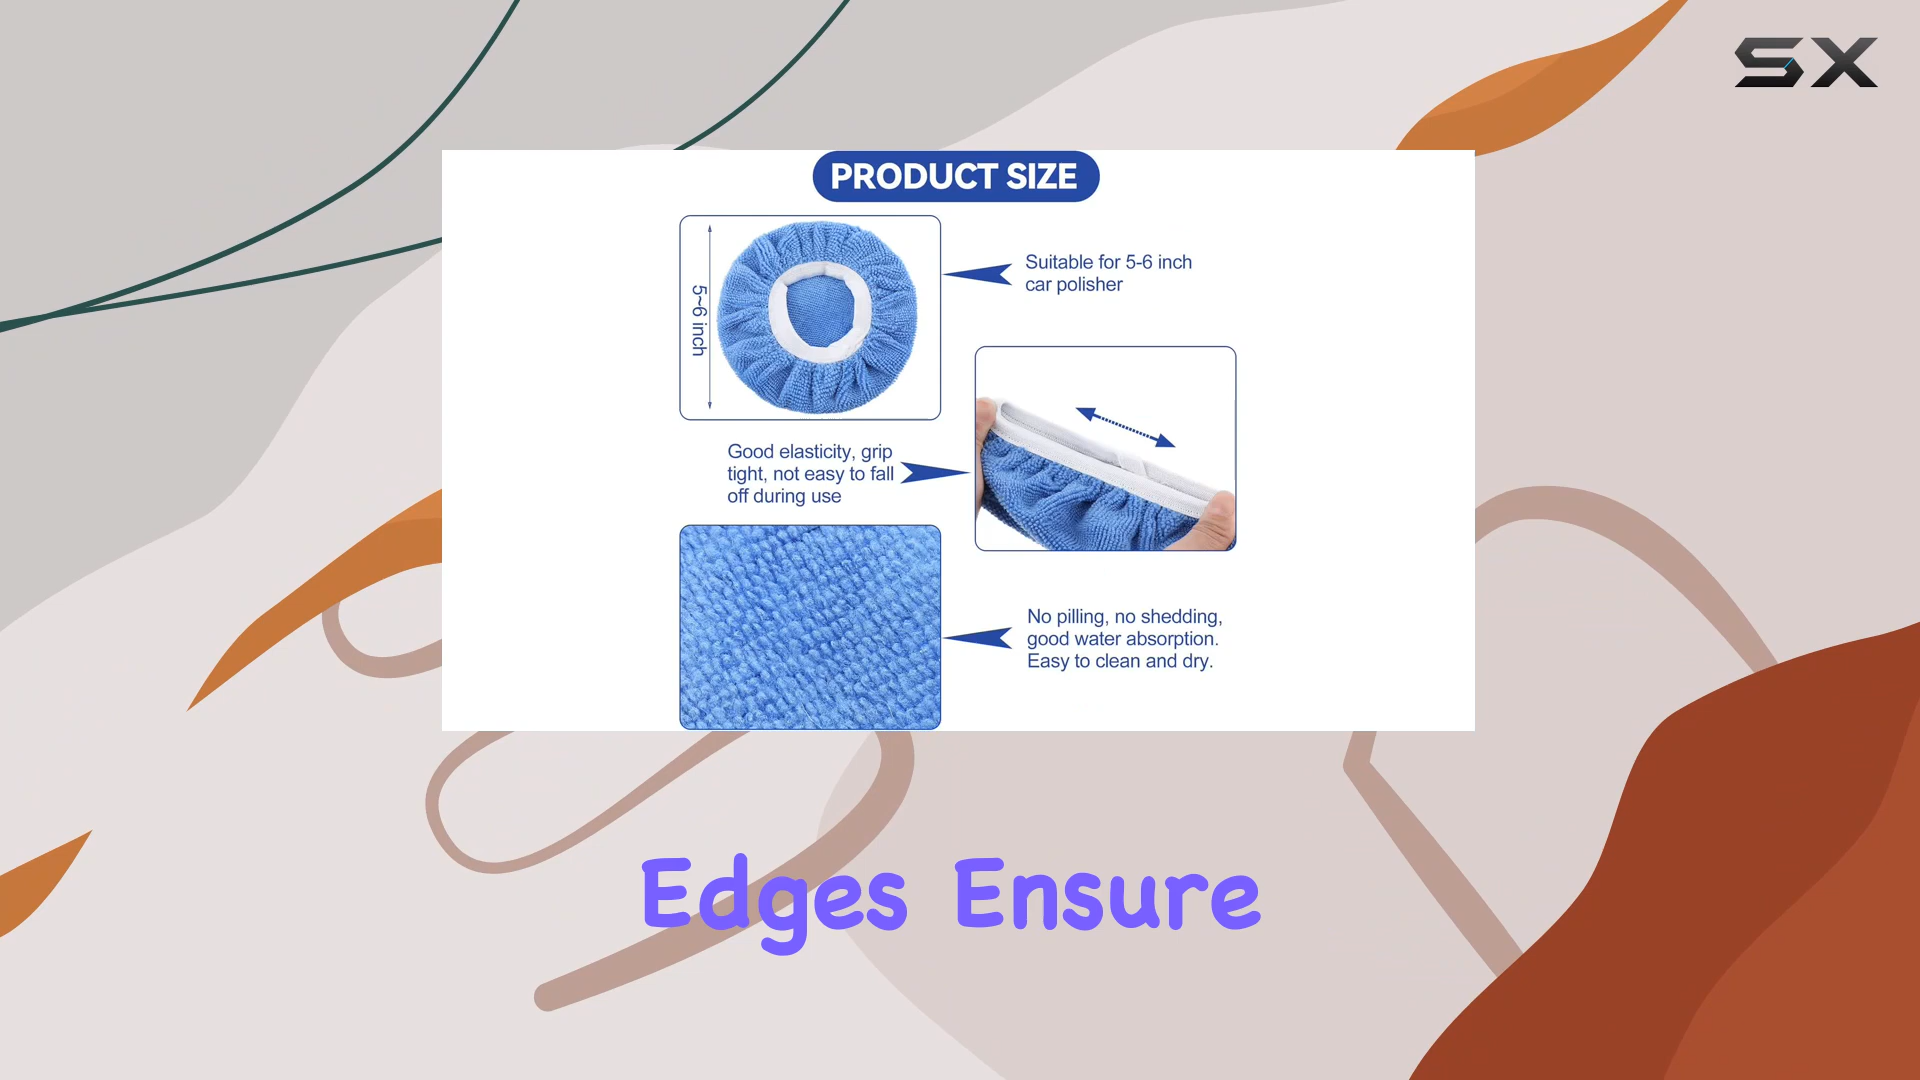 SX
PRODUCT SIZE
5~6 inch
Suitable for 5-6 inch
car polisher
Good elasticity, grip
tight, not easy to fall
off during use
No pilling, no shedding,
good water absorption.
Easy to clean and dry.
Edges Ensure